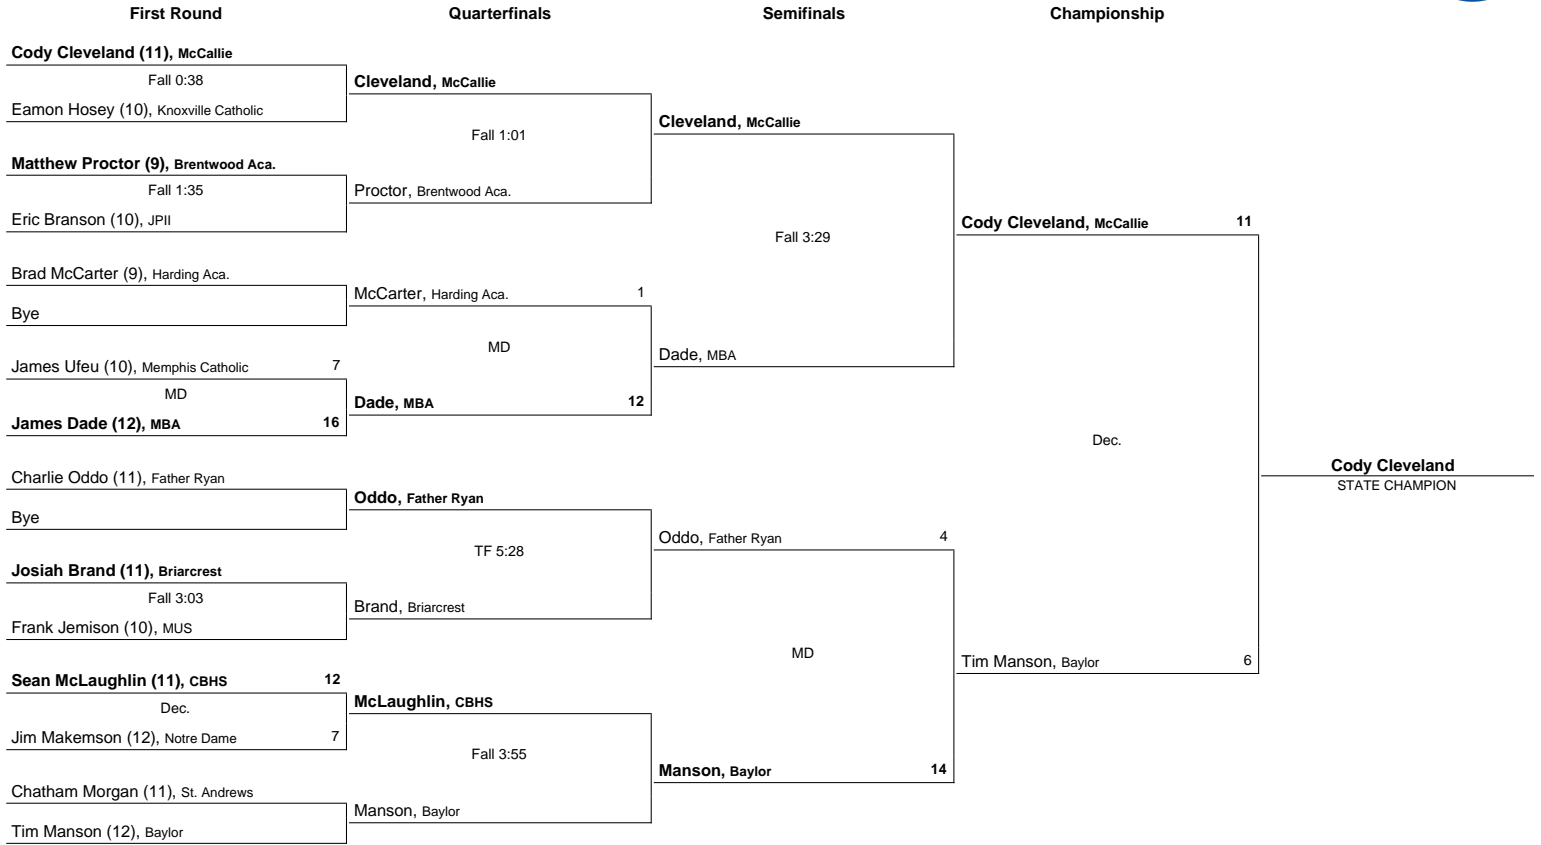 First Round Quarterfinals Semifinals Championship
Cody Cleveland (11), McCallie
Fall 0:38
Eamon Hosey (10), Knoxville Catholic
Cleveland, McCallie
Fall 1:01
Cleveland, McCallie
Matthew Proctor (9), Brentwood Aca.
Fall 1:35
Eric Branson (10), JPII
Proctor, Brentwood Aca.
Fall 3:29
Cody Cleveland, McCallie 11
Brad McCarter (9), Harding Aca.
Bye
McCarter, Harding Aca. 1
MD
Dade, MBA
James Ufeu (10), Memphis Catholic 7
MD
James Dade (12), MBA 16
Dade, MBA 12
Dec.
Cody Cleveland
STATE CHAMPION
Charlie Oddo (11), Father Ryan
Bye
Oddo, Father Ryan
TF 5:28
Oddo, Father Ryan 4
Josiah Brand (11), Briarcrest
Fall 3:03
Frank Jemison (10), MUS
Brand, Briarcrest
MD
Tim Manson, Baylor 6
Sean McLaughlin (11), CBHS 12
Dec.
Jim Makemson (12), Notre Dame 7
McLaughlin, CBHS
Fall 3:55
Manson, Baylor 14
Chatham Morgan (11), St. Andrews
Tim Manson (12), Baylor
Manson, Baylor